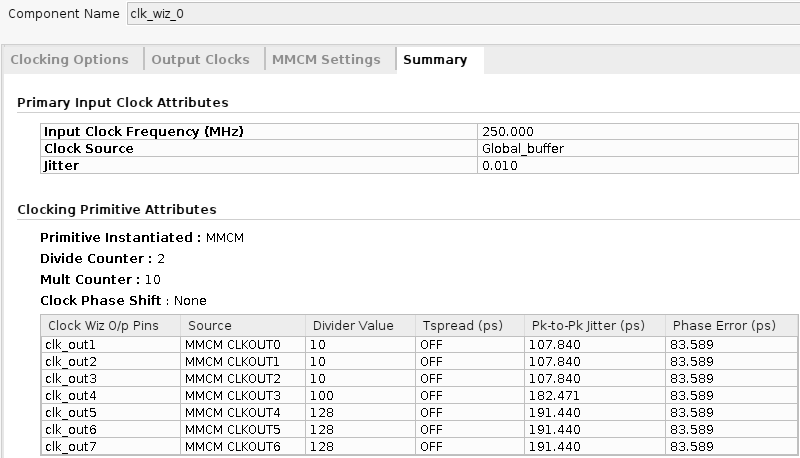 Component Name clk_wiz_0
Clocking Options Output Clocks MMCM Settings Summary
Primary Input Clock Attributes
Input Clock Frequency (MHz) 250.000
Clock Source Global_buffer
Jitter 0.010
Clocking Primitive Attributes
Primitive Instantiated : MMCM
Divide Counter : 2
Mult Counter : 10
Clock Phase Shift : None
Clock Wiz O/p Pins Source Divider Value Tspread (ps) Pk-to-Pk Jitter (ps) Phase Error (ps)
clk_out1 MMCM CLKOUT0 10 OFF 107.840 83.589
clk_out2 MMCM CLKOUT1 10 OFF 107.840 83.589
clk_out3 MMCM CLKOUT2 10 OFF 107.840 83.589
clk_out4 MMCM CLKOUT3 100 OFF 182.471 83.589
clk_out5 MMCM CLKOUT4 128 OFF 191.440 83.589
clk_out6 MMCM CLKOUT5 128 OFF 191.440 83.589
clk_out7 MMCM CLKOUT6 128 OFF 191.440 83.589